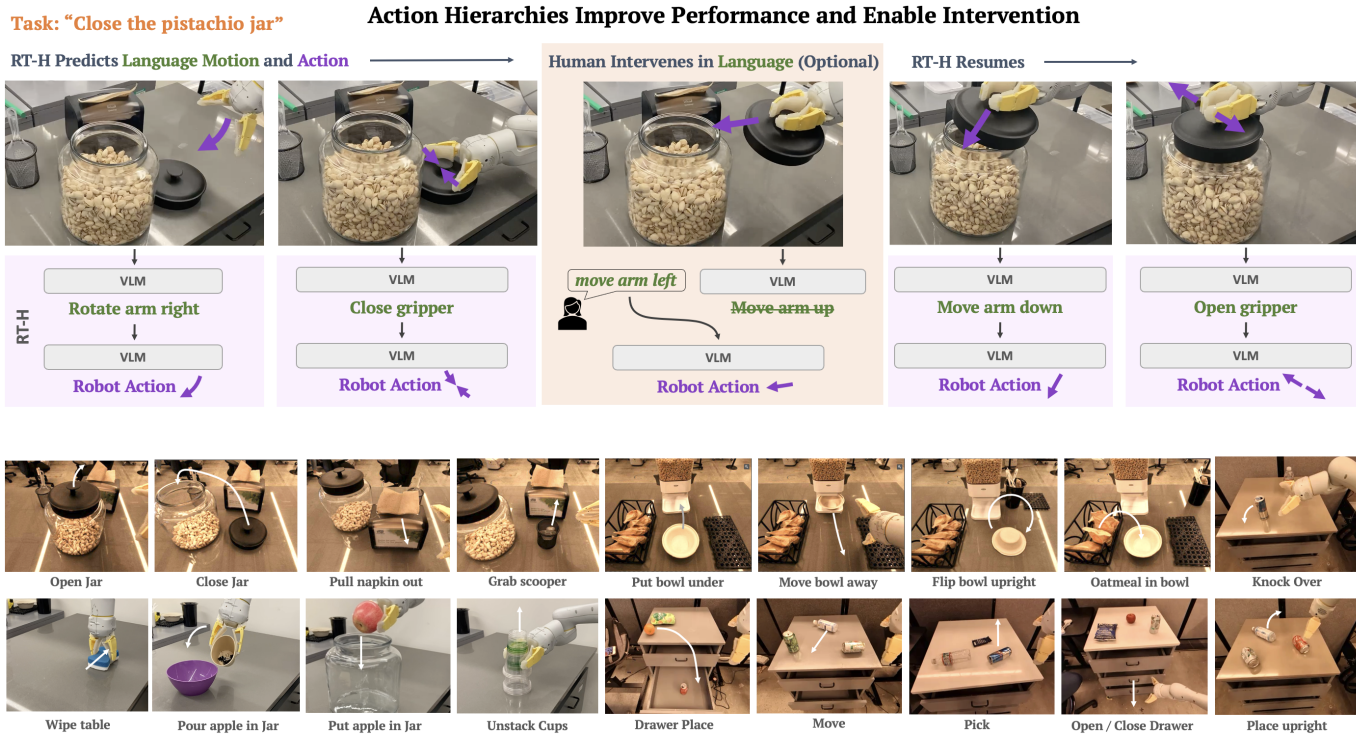 Action Hierarchies Improve Performance and Enable Intervention
Task: “Close the pistachio jar”
RT-H Predicts Language Motion and Action
Human Intervenes in Language (Optional)
RT-H Resumes
RT-H
VLM
Rotate arm right
VLM
Robot Action
VLM
Close gripper
VLM
Robot Action
move arm left
VLM
Move arm up
VLM
Robot Action
VLM
Move arm down
VLM
Robot Action
VLM
Open gripper
VLM
Robot Action
Open Jar
Close Jar
Pull napkin out
Grab scooper
Put bowl under
Move bowl away
Flip bowl upright
Oatmeal in bowl
Knock Over
Wipe table
Pour apple in Jar
Put apple in Jar
Unstack Cups
Drawer Place
Move
Pick
Open / Close Drawer
Place upright